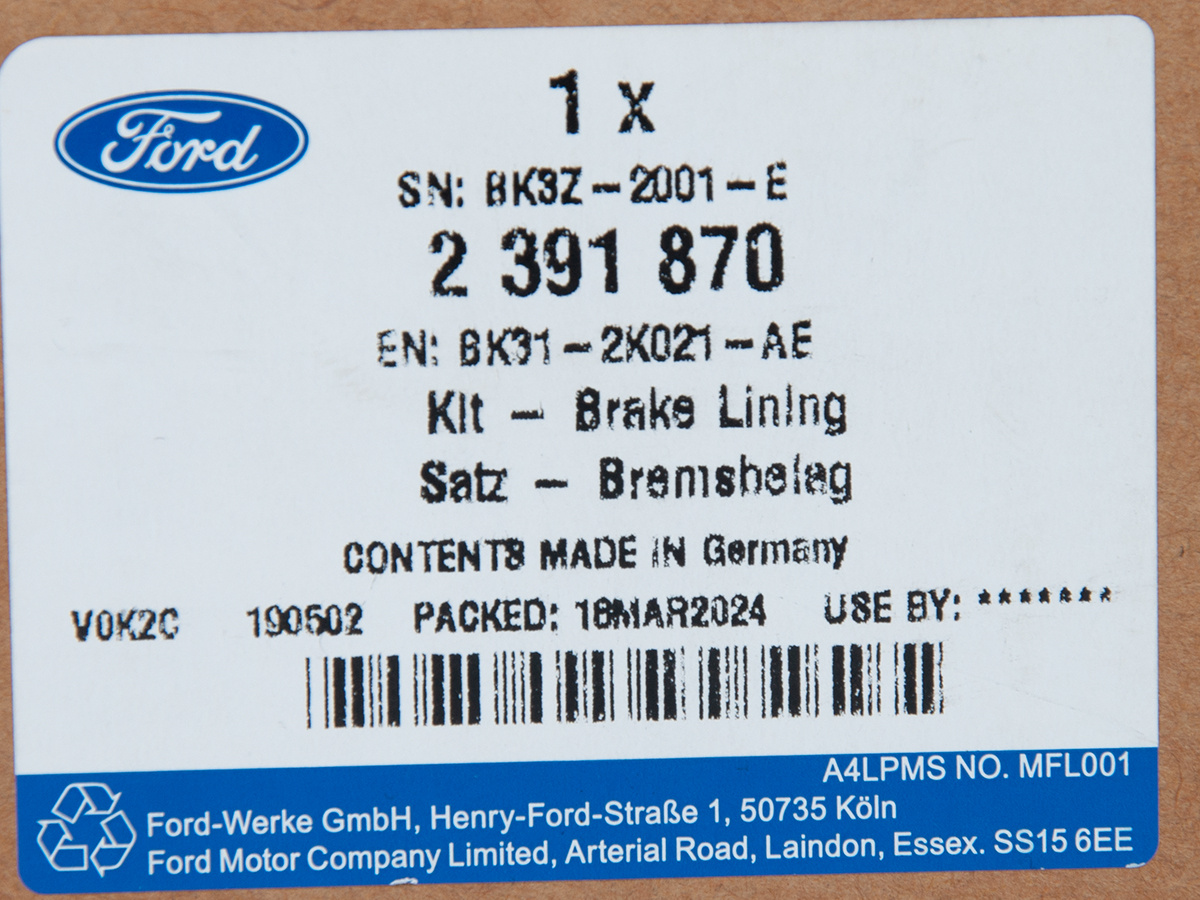 Ford
1 x
SN: BK3Z-2001-E
2 391 870
EN: BK31-2K021-AE
Kit - Brake Lining
Satz - Bremsbelag
CONTENTS MADE IN Germany
V0K2C 190502 PACKED: 18MAR2024 USE BY: *******
A4LPMS NO. MFL001
Ford-Werke GmbH, Henry-Ford-Straße 1, 50735 Köln
Ford Motor Company Limited, Arterial Road, Laindon, Essex. SS15 6EE